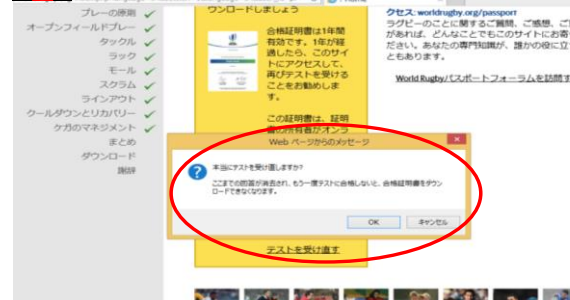 プレーの原則
オープンフィールドプレー
タックル
ラック
モール
スクラム
ラインアウト
クールダウンとリカバリー
ケガのマネジメント
まとめ
ダウンロード
謝辞
ウンロードしましょう
合格証明書は1年間
有効です。1年が経
過したら、このサイ
トにアクセスして、
再びテストを受ける
ことをお勧めしま
す。
この証明書は、証明
書の所有者がオンラ
Web ページからのメッセージ
本当にテストを受け直しますか?
ここまでの回答が消去され、もう一度テストに合格しないと、合格証明書をダウン
ロードできなくなります。
OK
キャンセル
テストを受け直す
クセス: worldrugby.org/passport
ラグビーのことに関するご質問、ご感想、ご
があれば、どんなことでもこのサイトにお寄
ださい。あなたの専門知識が、誰かの役に立
ともあります。
World Rugbyパスポートフォーラムを訪問す